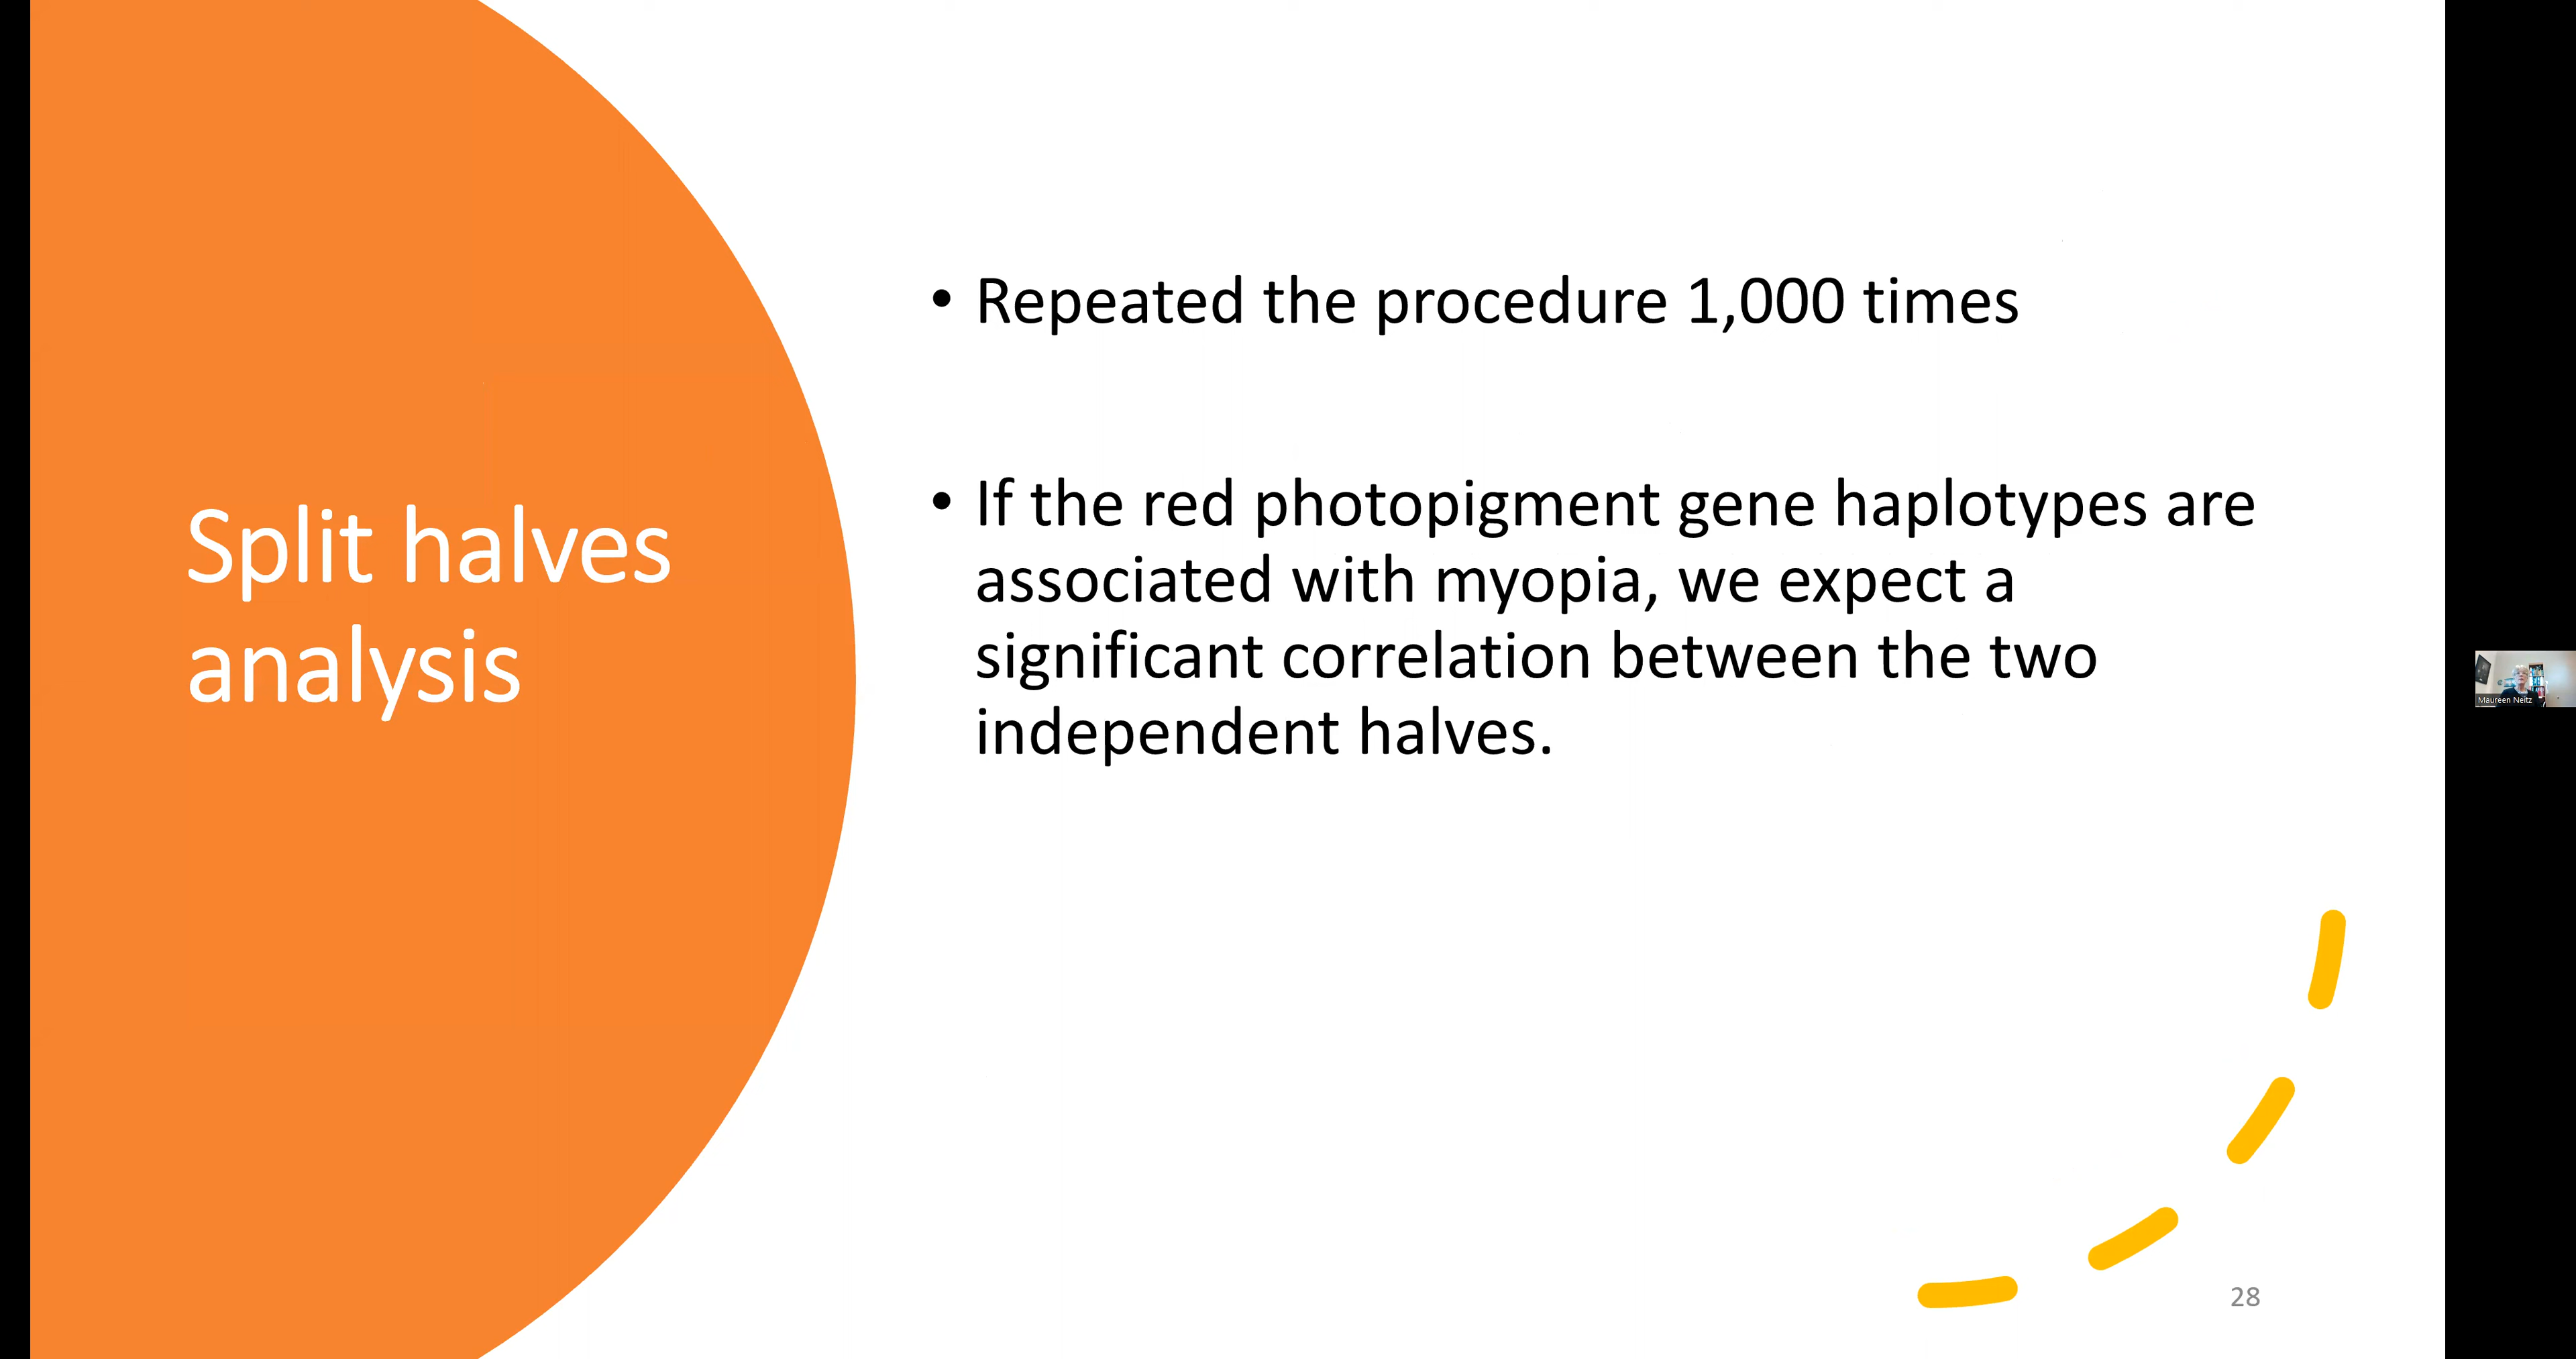 Split halves
analysis
• Repeated the procedure 1,000 times
• If the red photopigment gene haplotypes are
associated with myopia, we expect a
significant correlation between the two
independent halves.
Maureen Neitz
28